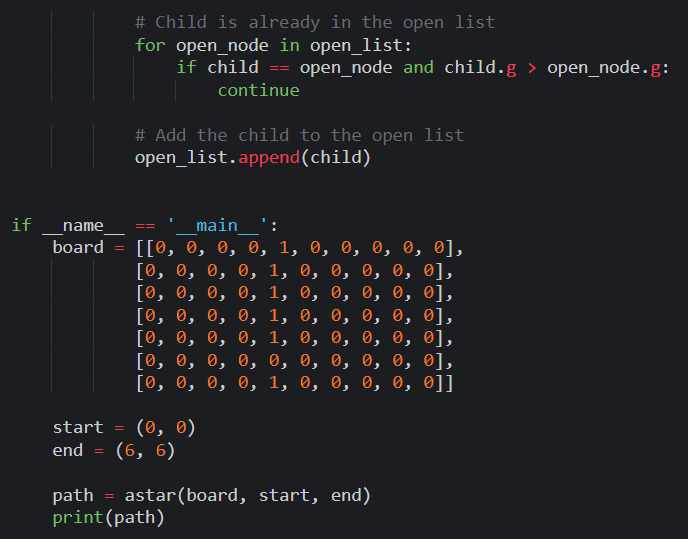 # Child is already in the open list
for open_node in open_list:
if child == open_node and child.g > open_node.g:
continue
# Add the child to the open list
open_list.append(child)
if __name__ == '__main__':
board = [[0, 0, 0, 0, 1, 0, 0, 0, 0, 0],
[0, 0, 0, 0, 1, 0, 0, 0, 0, 0],
[0, 0, 0, 0, 1, 0, 0, 0, 0, 0],
[0, 0, 0, 0, 1, 0, 0, 0, 0, 0],
[0, 0, 0, 0, 1, 0, 0, 0, 0, 0],
[0, 0, 0, 0, 0, 0, 0, 0, 0, 0],
[0, 0, 0, 0, 1, 0, 0, 0, 0, 0]]
start = (0, 0)
end = (6, 6)
path = astar(board, start, end)
print(path)